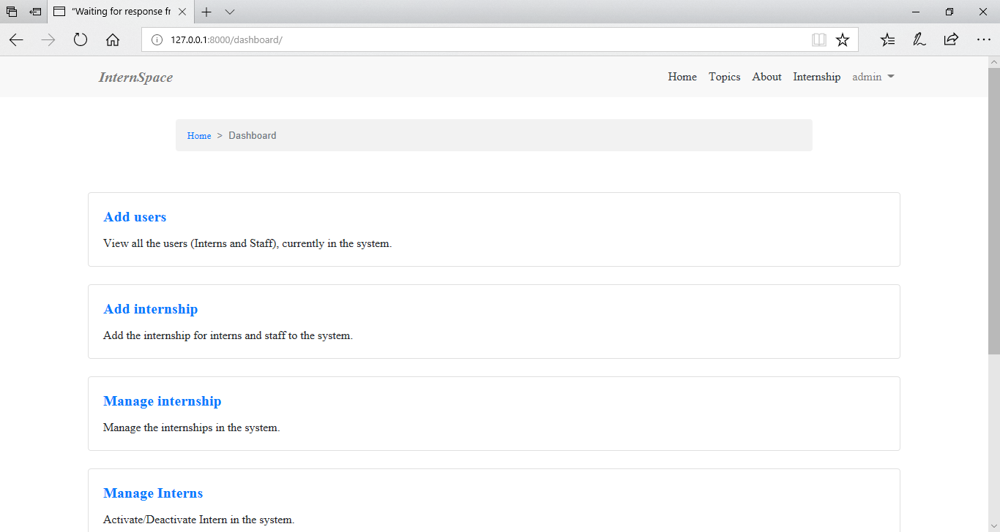 "Waiting for response fr
127.0.0.1:8000/dashboard/
InternSpace
Home Topics About Internship admin
Home > Dashboard
Add users
View all the users (Interns and Staff), currently in the system.
Add internship
Add the internship for interns and staff to the system.
Manage internship
Manage the internships in the system.
Manage Interns
Activate/Deactivate Intern in the system.